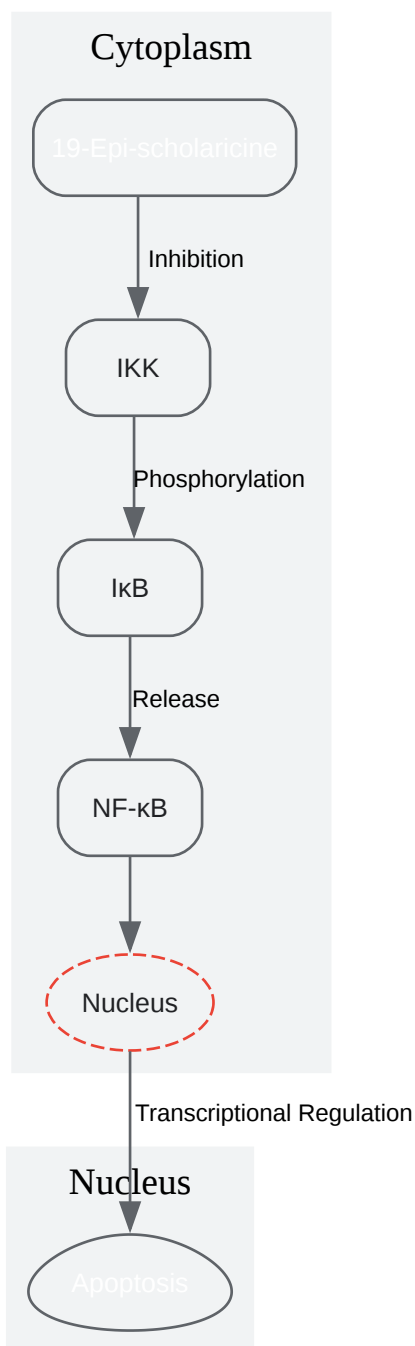 Cytoplasm
19-Epi-scholaricine
Inhibition
IKK
Phosphorylation
IκB
Release
NF-κB
Nucleus
Transcriptional Regulation
Nucleus
Apoptosis